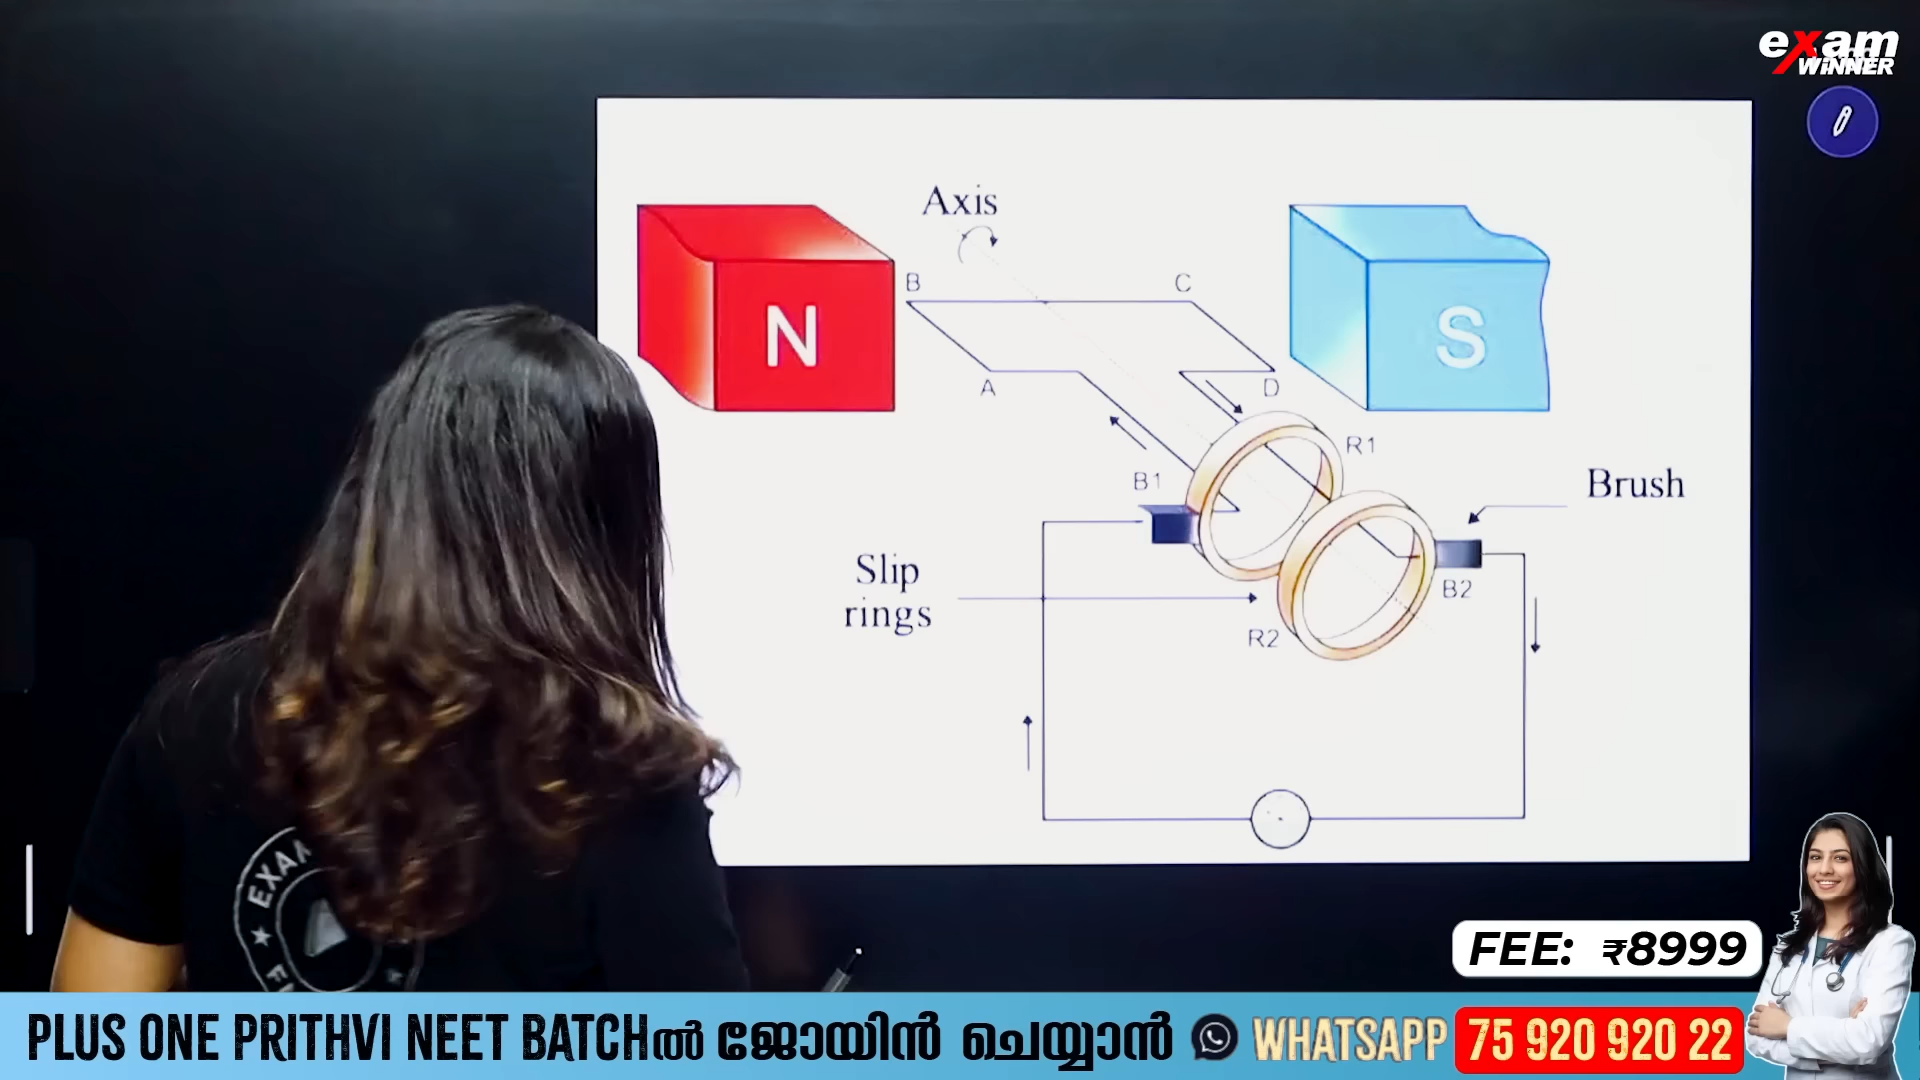 exam
WINNER
Axis
B
C
N
S
A
D
R1
B1
Brush
Slip
rings
B2
R2
EXAM
FEE: ₹8999
PLUS ONE PRITHVI NEET BATCHൽ ജോയിൻ ചെയ്യാൻ WHATSAPP 75 920 920 22